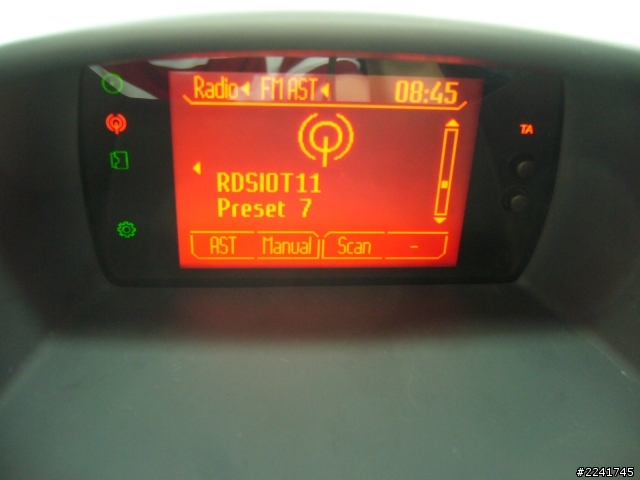 Radio FM AST 08:45
TA
RDSIOT11
Preset 7
AST Manual Scan -
#2241745